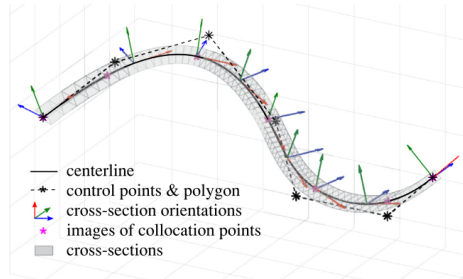 centerline
control points & polygon
cross-section orientations
images of collocation points
cross-sections